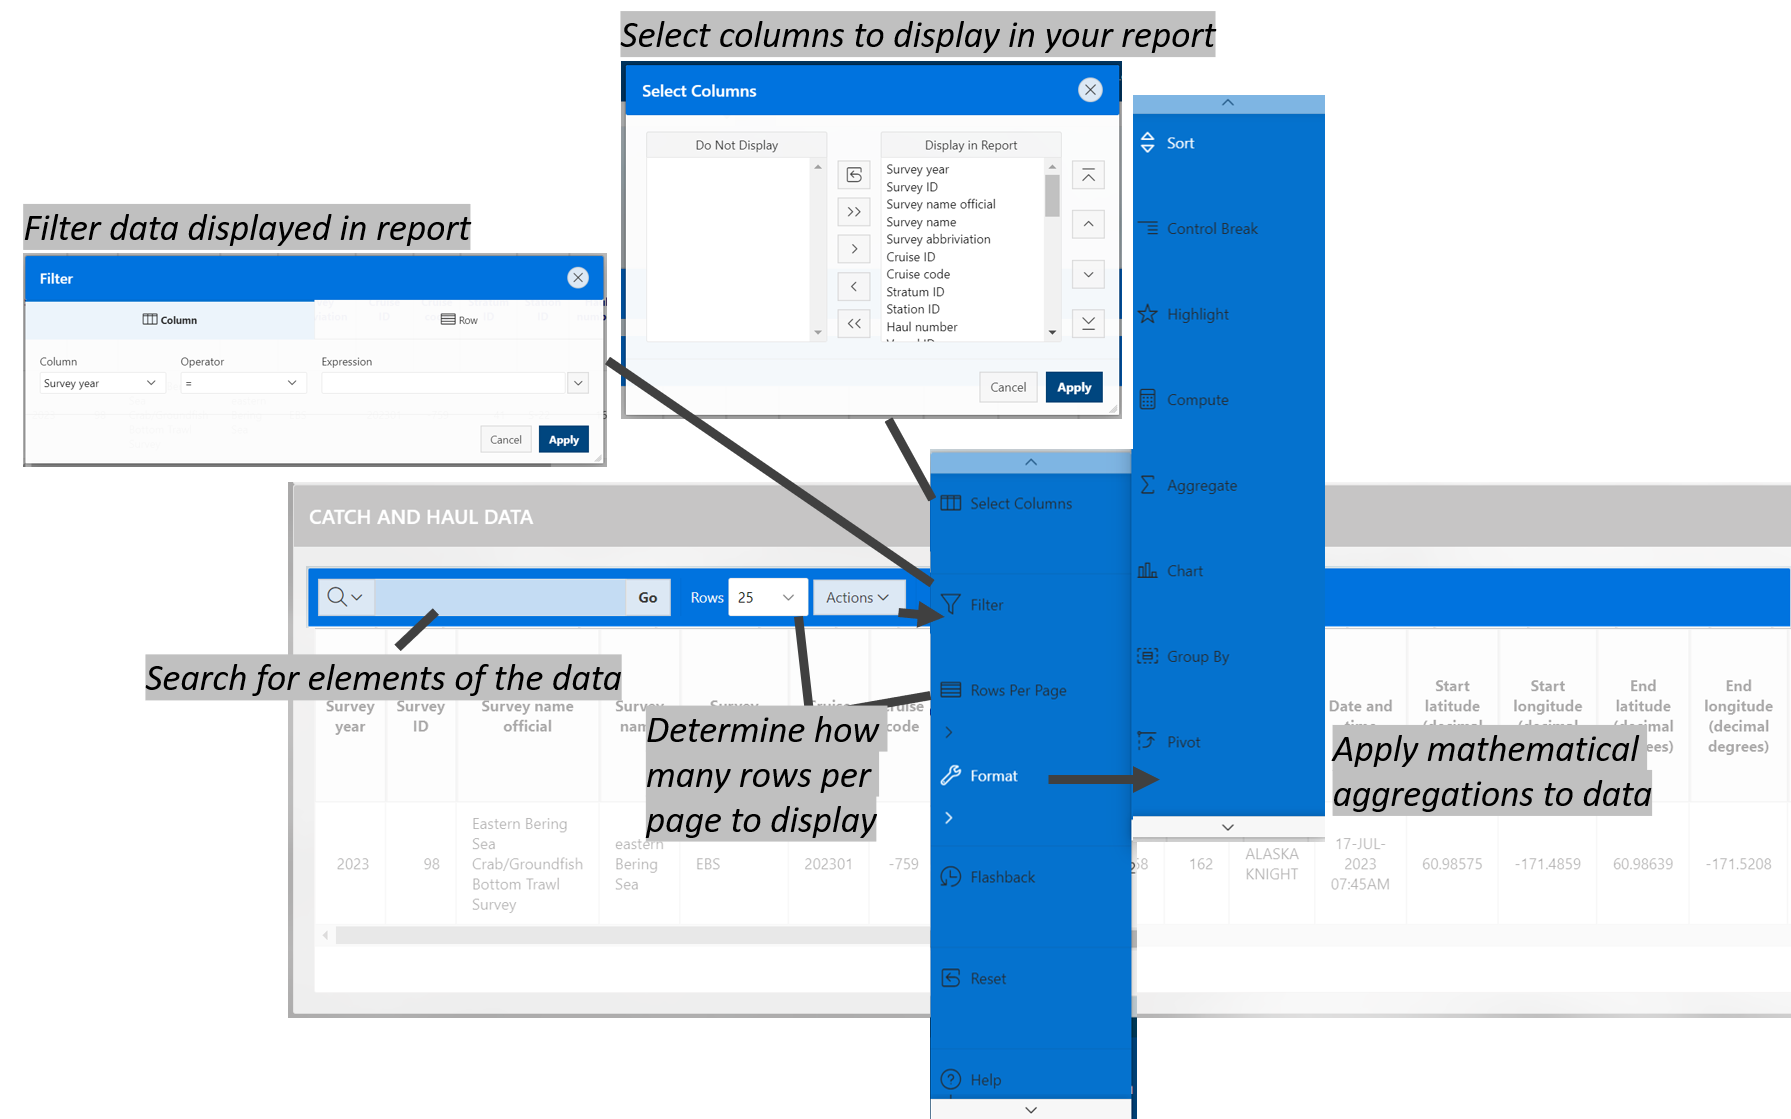 Select columns to display in your report
Select Columns
Do Not Display
Display in Report
Survey year
Survey ID
Survey name official
Survey name
Survey abbriviation
Cruise ID
Cruise code
Stratum ID
Station ID
Haul number
Cancel
Apply
Filter data displayed in report
Filter
Column
Row
Column
Operator
Expression
Survey year
=
Cancel
Apply
Sort
Control Break
Highlight
Compute
Aggregate
Chart
Group By
Pivot
CATCH AND HAUL DATA
Go
Rows
25
Actions
Select Columns
Filter
Rows Per Page
Format
Flashback
Reset
Help
Search for elements of the data
Determine how
many rows per
page to display
Apply mathematical
aggregations to data
Survey
year
Survey
ID
Survey name
official
Survey
code
Date and
Start
latitude
Start
longitude
End
latitude
End
longitude
(decimal
degrees)
2023
98
Eastern Bering
Sea
Crab/Groundfish
Bottom Trawl
Survey
eastern
Bering
Sea
EBS
202301
-759
162
ALASKA
KNIGHT
17-JUL-
2023
07:45AM
60.98575
-171.4859
60.98639
-171.5208